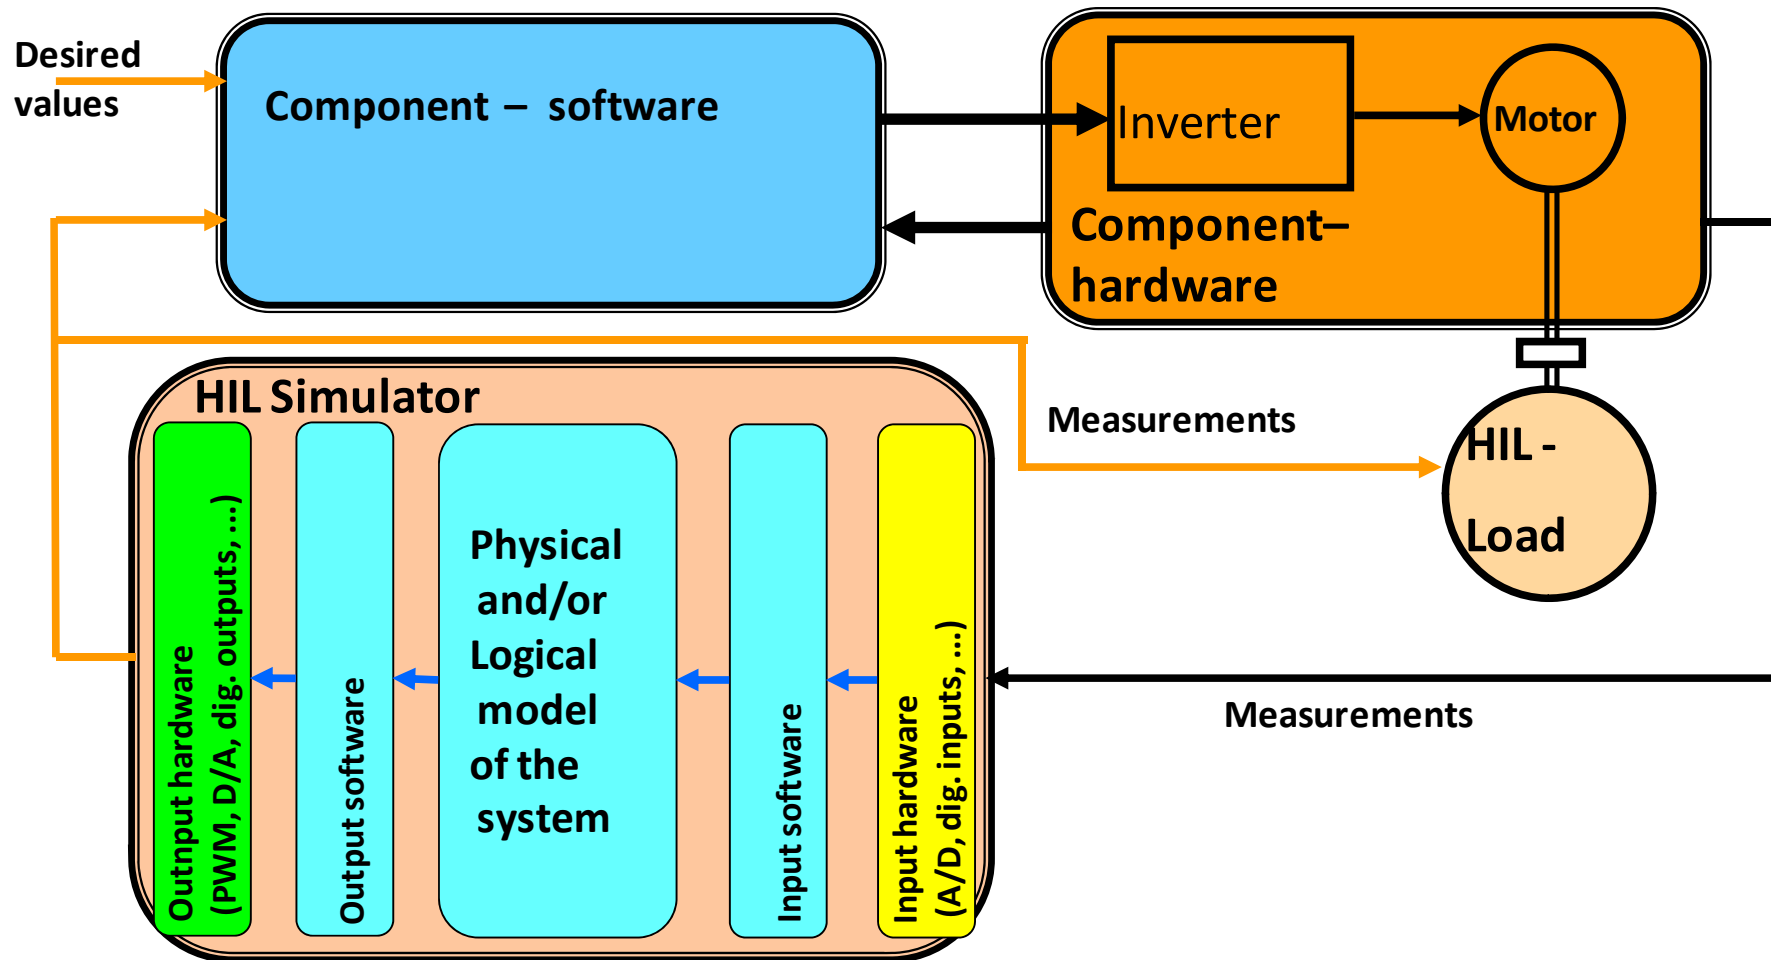 Desired
values
Component – software
Inverter
Motor
Component–
hardware
HIL Simulator
Measurements
HIL -
Load
Outnput hardware
(PWM, D/A, dig. outputs, ...)
Output software
Physical
and/or
Logical
model
of the
system
Input software
Input hardware
(A/D, dig. inputs, ...)
Measurements